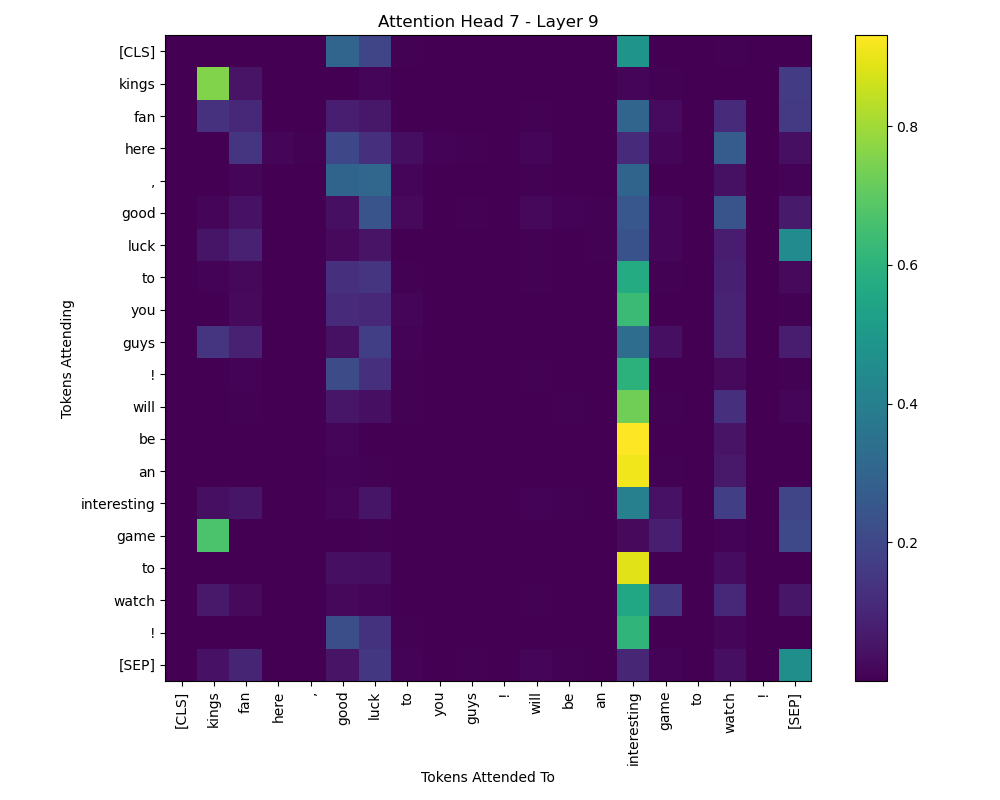 Attention Head 7 - Layer 9
Tokens Attending
[CLS]
kings
fan
here
,
good
luck
to
you
guys
!
will
be
an
interesting
game
to
watch
!
[SEP]
[CLS] kings fan here , good luck to you guys ! will be an interesting game to watch ! [SEP]
Tokens Attended To
0.8
0.6
0.4
0.2